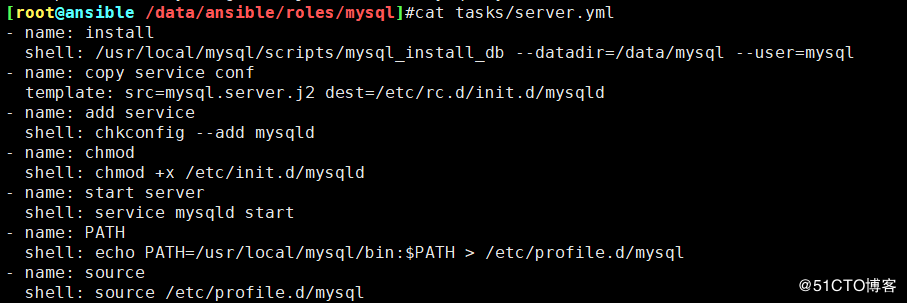 [root@ansible /data/ansible/roles/mysql]#cat tasks/server.yml
- name: install
  shell: /usr/local/mysql/scripts/mysql_install_db --datadir=/data/mysql --user=mysql
- name: copy service conf
  template: src=mysql.server.j2 dest=/etc/rc.d/init.d/mysqld
- name: add service
  shell: chkconfig --add mysqld
- name: chmod
  shell: chmod +x /etc/init.d/mysqld
- name: start server
  shell: service mysqld start
- name: PATH
  shell: echo PATH=/usr/local/mysql/bin:$PATH > /etc/profile.d/mysql
- name: source
  shell: source /etc/profile.d/mysql
@51CTO博客